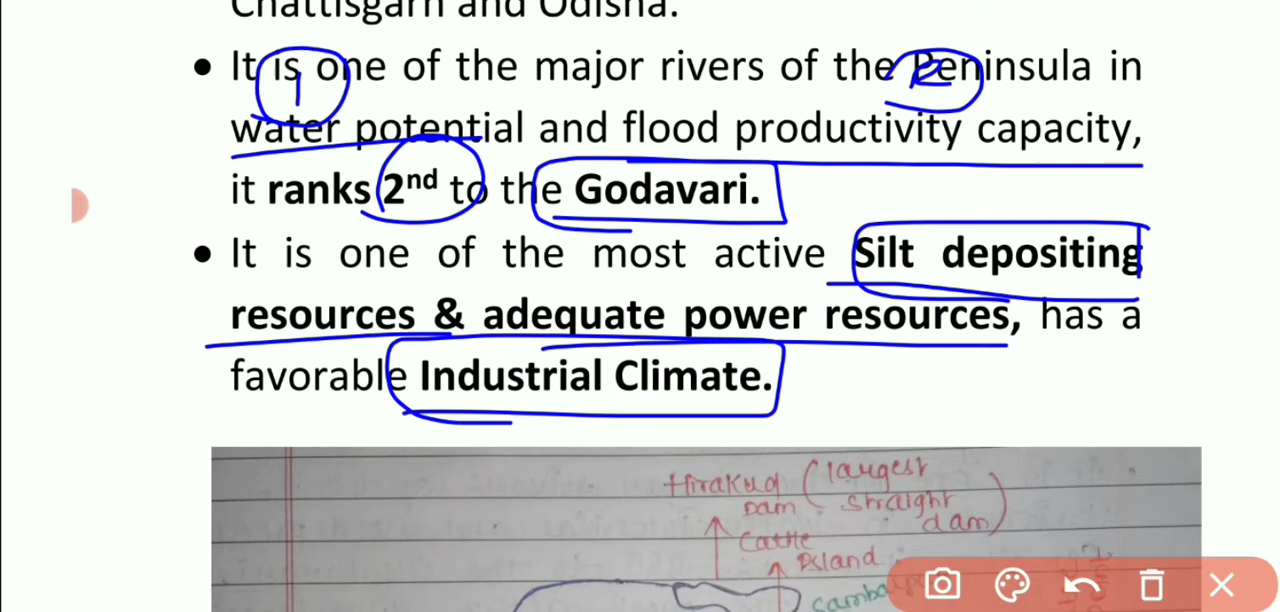 Chattisgarh and Odisha.
• It is one of the major rivers of the Peninsula in
1 2
water potential and flood productivity capacity,
it ranks 2nd to the Godavari.
• It is one of the most active Silt depositing
resources & adequate power resources, has a
favorable Industrial Climate.
Hirakud (largest
Dam straight
dam)
Cattle
Island